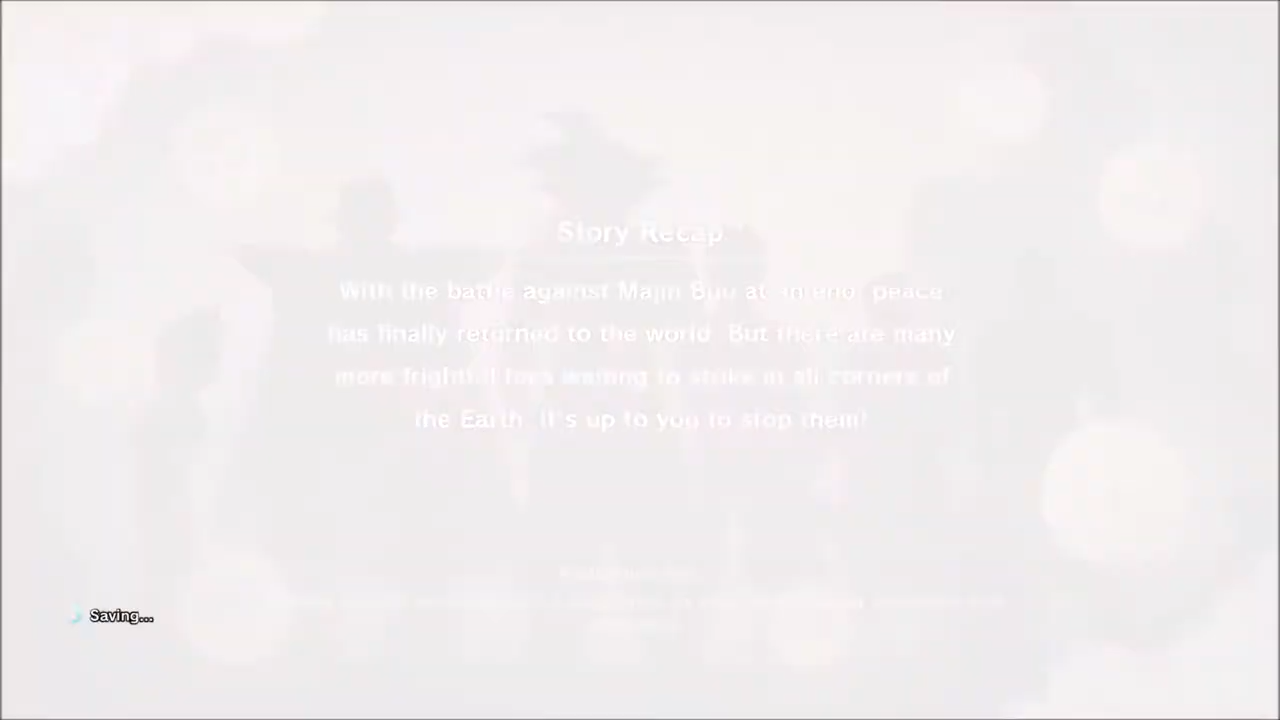 Story Recap
With the battle against Majin Buu at an end, peace
has finally returned to the world. But there are many
more frightful foes waiting to strike in all corners of
the Earth. It's up to you to stop them!
Saving...